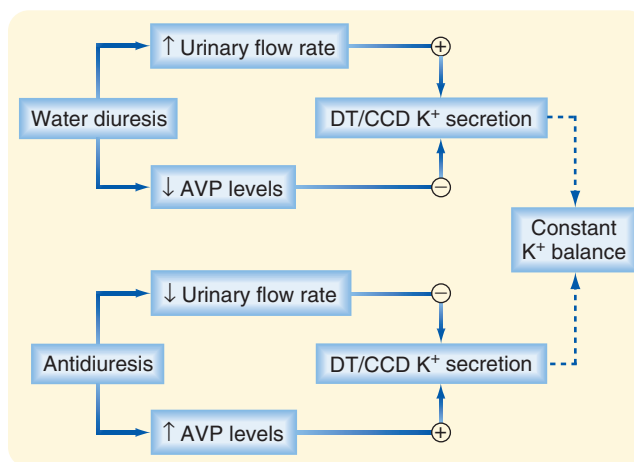 ↑ Urinary flow rate
+
Water diuresis
DT/CCD K⁺ secretion
↓ AVP levels
−
Constant
K⁺ balance
↓ Urinary flow rate
−
Antidiuresis
DT/CCD K⁺ secretion
↑ AVP levels
+